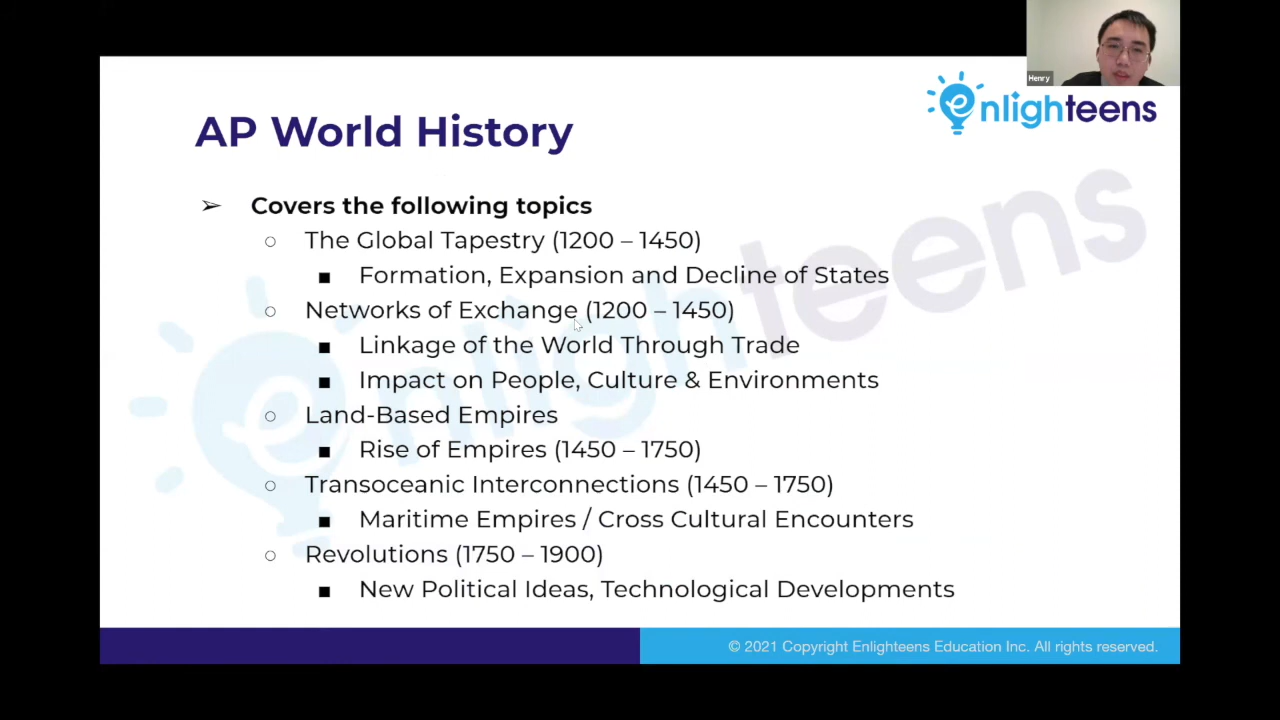 Henry
enlighteens
AP World History
➢ Covers the following topics
○ The Global Tapestry (1200 – 1450)
■ Formation, Expansion and Decline of States
○ Networks of Exchange (1200 – 1450)
■ Linkage of the World Through Trade
■ Impact on People, Culture & Environments
○ Land-Based Empires
■ Rise of Empires (1450 – 1750)
○ Transoceanic Interconnections (1450 – 1750)
■ Maritime Empires / Cross Cultural Encounters
○ Revolutions (1750 – 1900)
■ New Political Ideas, Technological Developments
enlighteens
© 2021 Copyright Enlighteens Education Inc. All rights reserved.